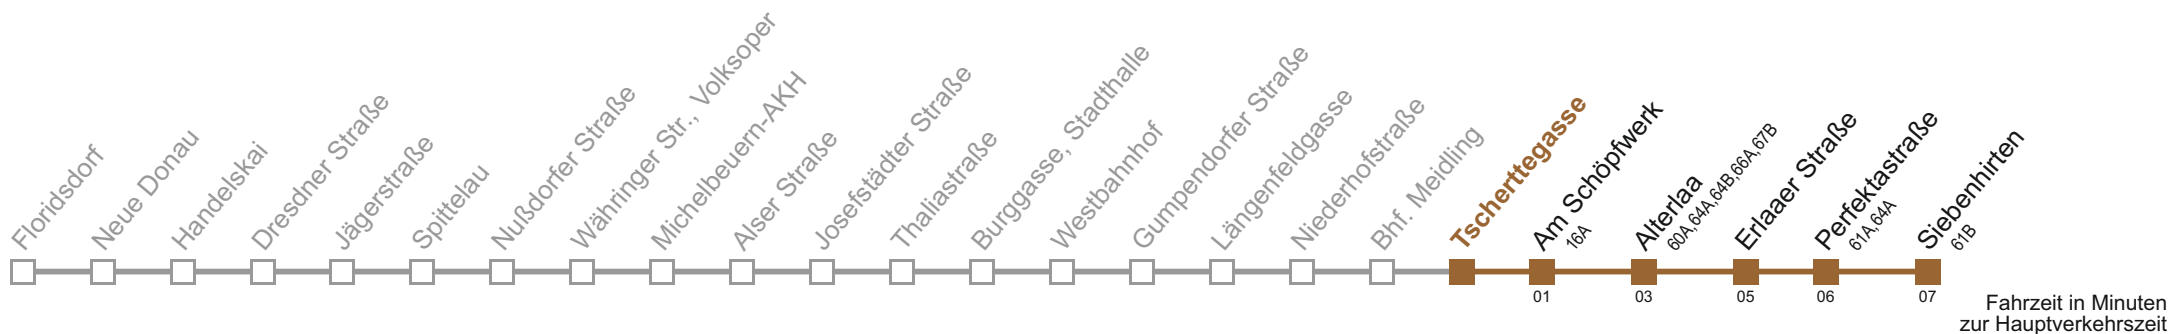 Floridsdorf
Neue Donau
Handelskai
Dresdner Straße
Jägerstraße
Spittelau
Nußdorfer Straße
Währinger Str., Volksoper
Michelbeuern-AKH
Alser Straße
Josefstädter Straße
Thaliastraße
Burggasse, Stadthalle
Westbahnhof
Gumpendorfer Straße
Längenfeldgasse
Niederhofstraße
Bhf. Meidling
Tscherttegasse
Am Schöpfwerk
16A
Alterlaa
60A,64A,64B,66A,67B
Erlaaer Straße
Perfektastraße
61A,64A
Siebenhirten
61B
01
03
05
06
07
Fahrzeit in Minuten
zur Hauptverkehrszeit